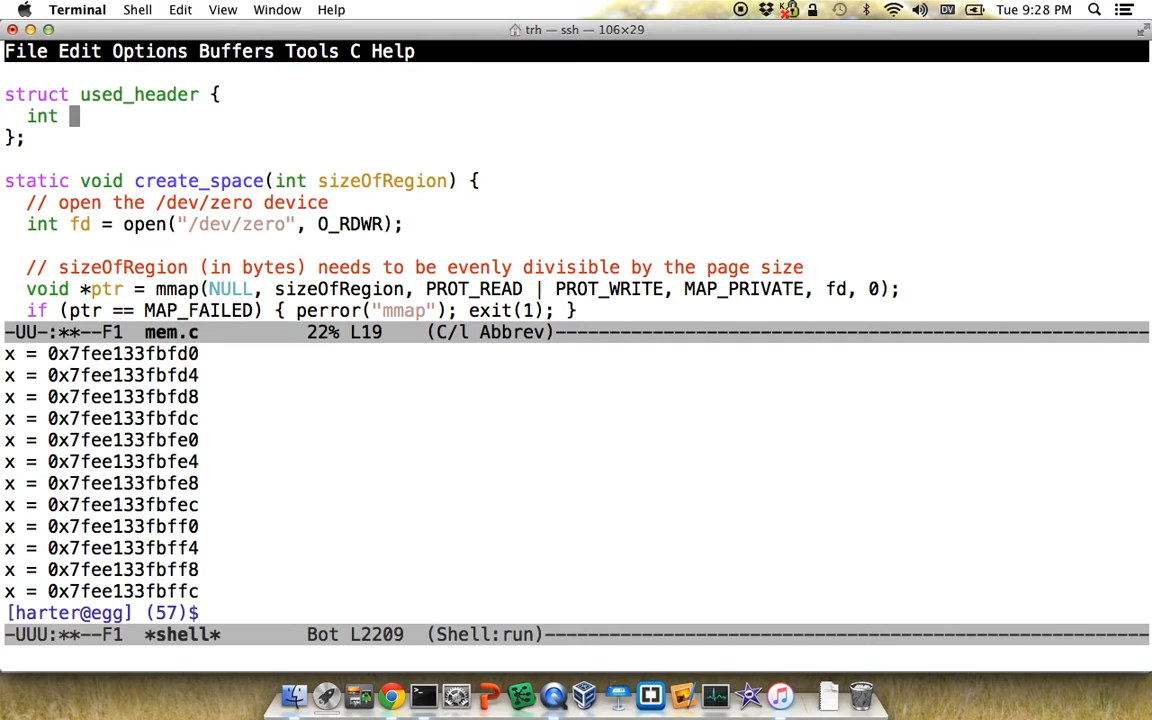 Terminal Shell Edit View Window Help Tue 9:28 PM
trh — ssh — 106×29
File Edit Options Buffers Tools C Help
struct used_header {
int
};
static void create_space(int sizeOfRegion) {
// open the /dev/zero device
int fd = open("/dev/zero", O_RDWR);
// sizeOfRegion (in bytes) needs to be evenly divisible by the page size
void *ptr = mmap(NULL, sizeOfRegion, PROT_READ | PROT_WRITE, MAP_PRIVATE, fd, 0);
if (ptr == MAP_FAILED) { perror("mmap"); exit(1); }
-UU-:**--F1 mem.c 22% L19 (C/l Abbrev)-------------------------------------------------------
x = 0x7fee133fbfd0
x = 0x7fee133fbfd4
x = 0x7fee133fbfd8
x = 0x7fee133fbfdc
x = 0x7fee133fbfe0
x = 0x7fee133fbfe4
x = 0x7fee133fbfe8
x = 0x7fee133fbfec
x = 0x7fee133fbff0
x = 0x7fee133fbff4
x = 0x7fee133fbff8
x = 0x7fee133fbffc
[harter@egg] (57)$
-UUU:**--F1 *shell* Bot L2209 (Shell:run)--------------------------------------------------------